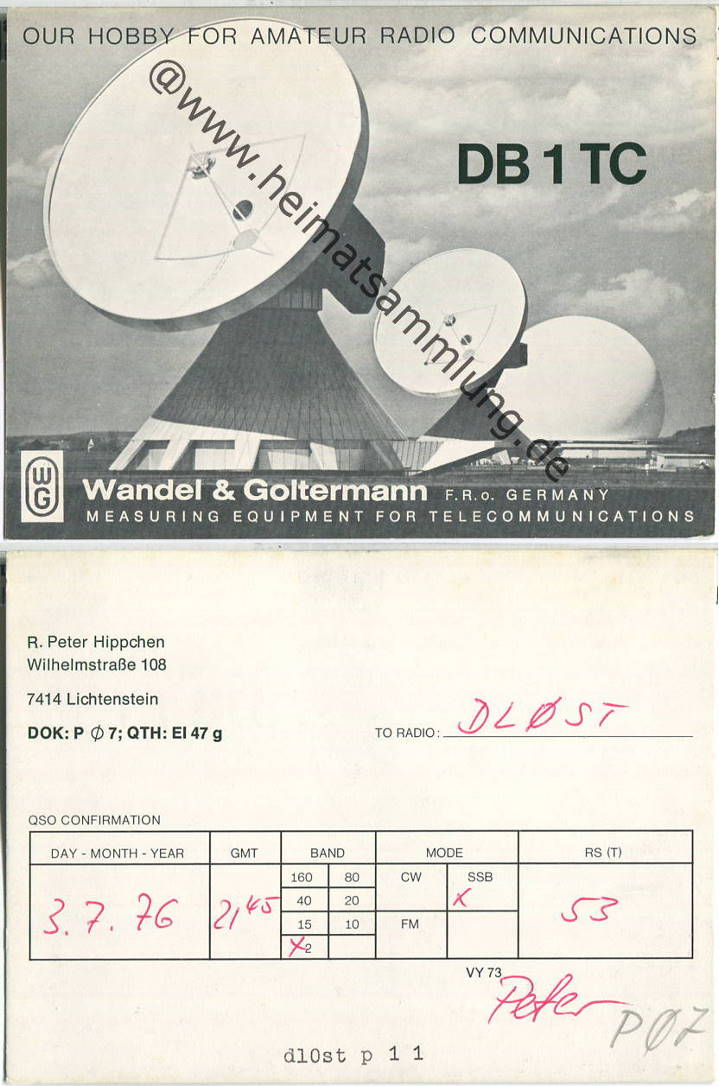 OUR HOBBY FOR AMATEUR RADIO COMMUNICATIONS
@www.heimatsammlung.de
DB 1 TC
WG
Wandel & Goltermann F.R.o. GERMANY
MEASURING EQUIPMENT FOR TELECOMMUNICATIONS
R. Peter Hippchen
Wilhelmstraße 108
7414 Lichtenstein
DOK: P Ø 7; QTH: EI 47 g
TO RADIO: DLØST
QSO CONFIRMATION
DAY - MONTH - YEAR GMT BAND MODE RS (T)
160 80 CW SSB
3.7.76 2145 40 20 X 53
15 10 FM
X 2
VY 73
Peter
PØ7
dl0st p 1 1